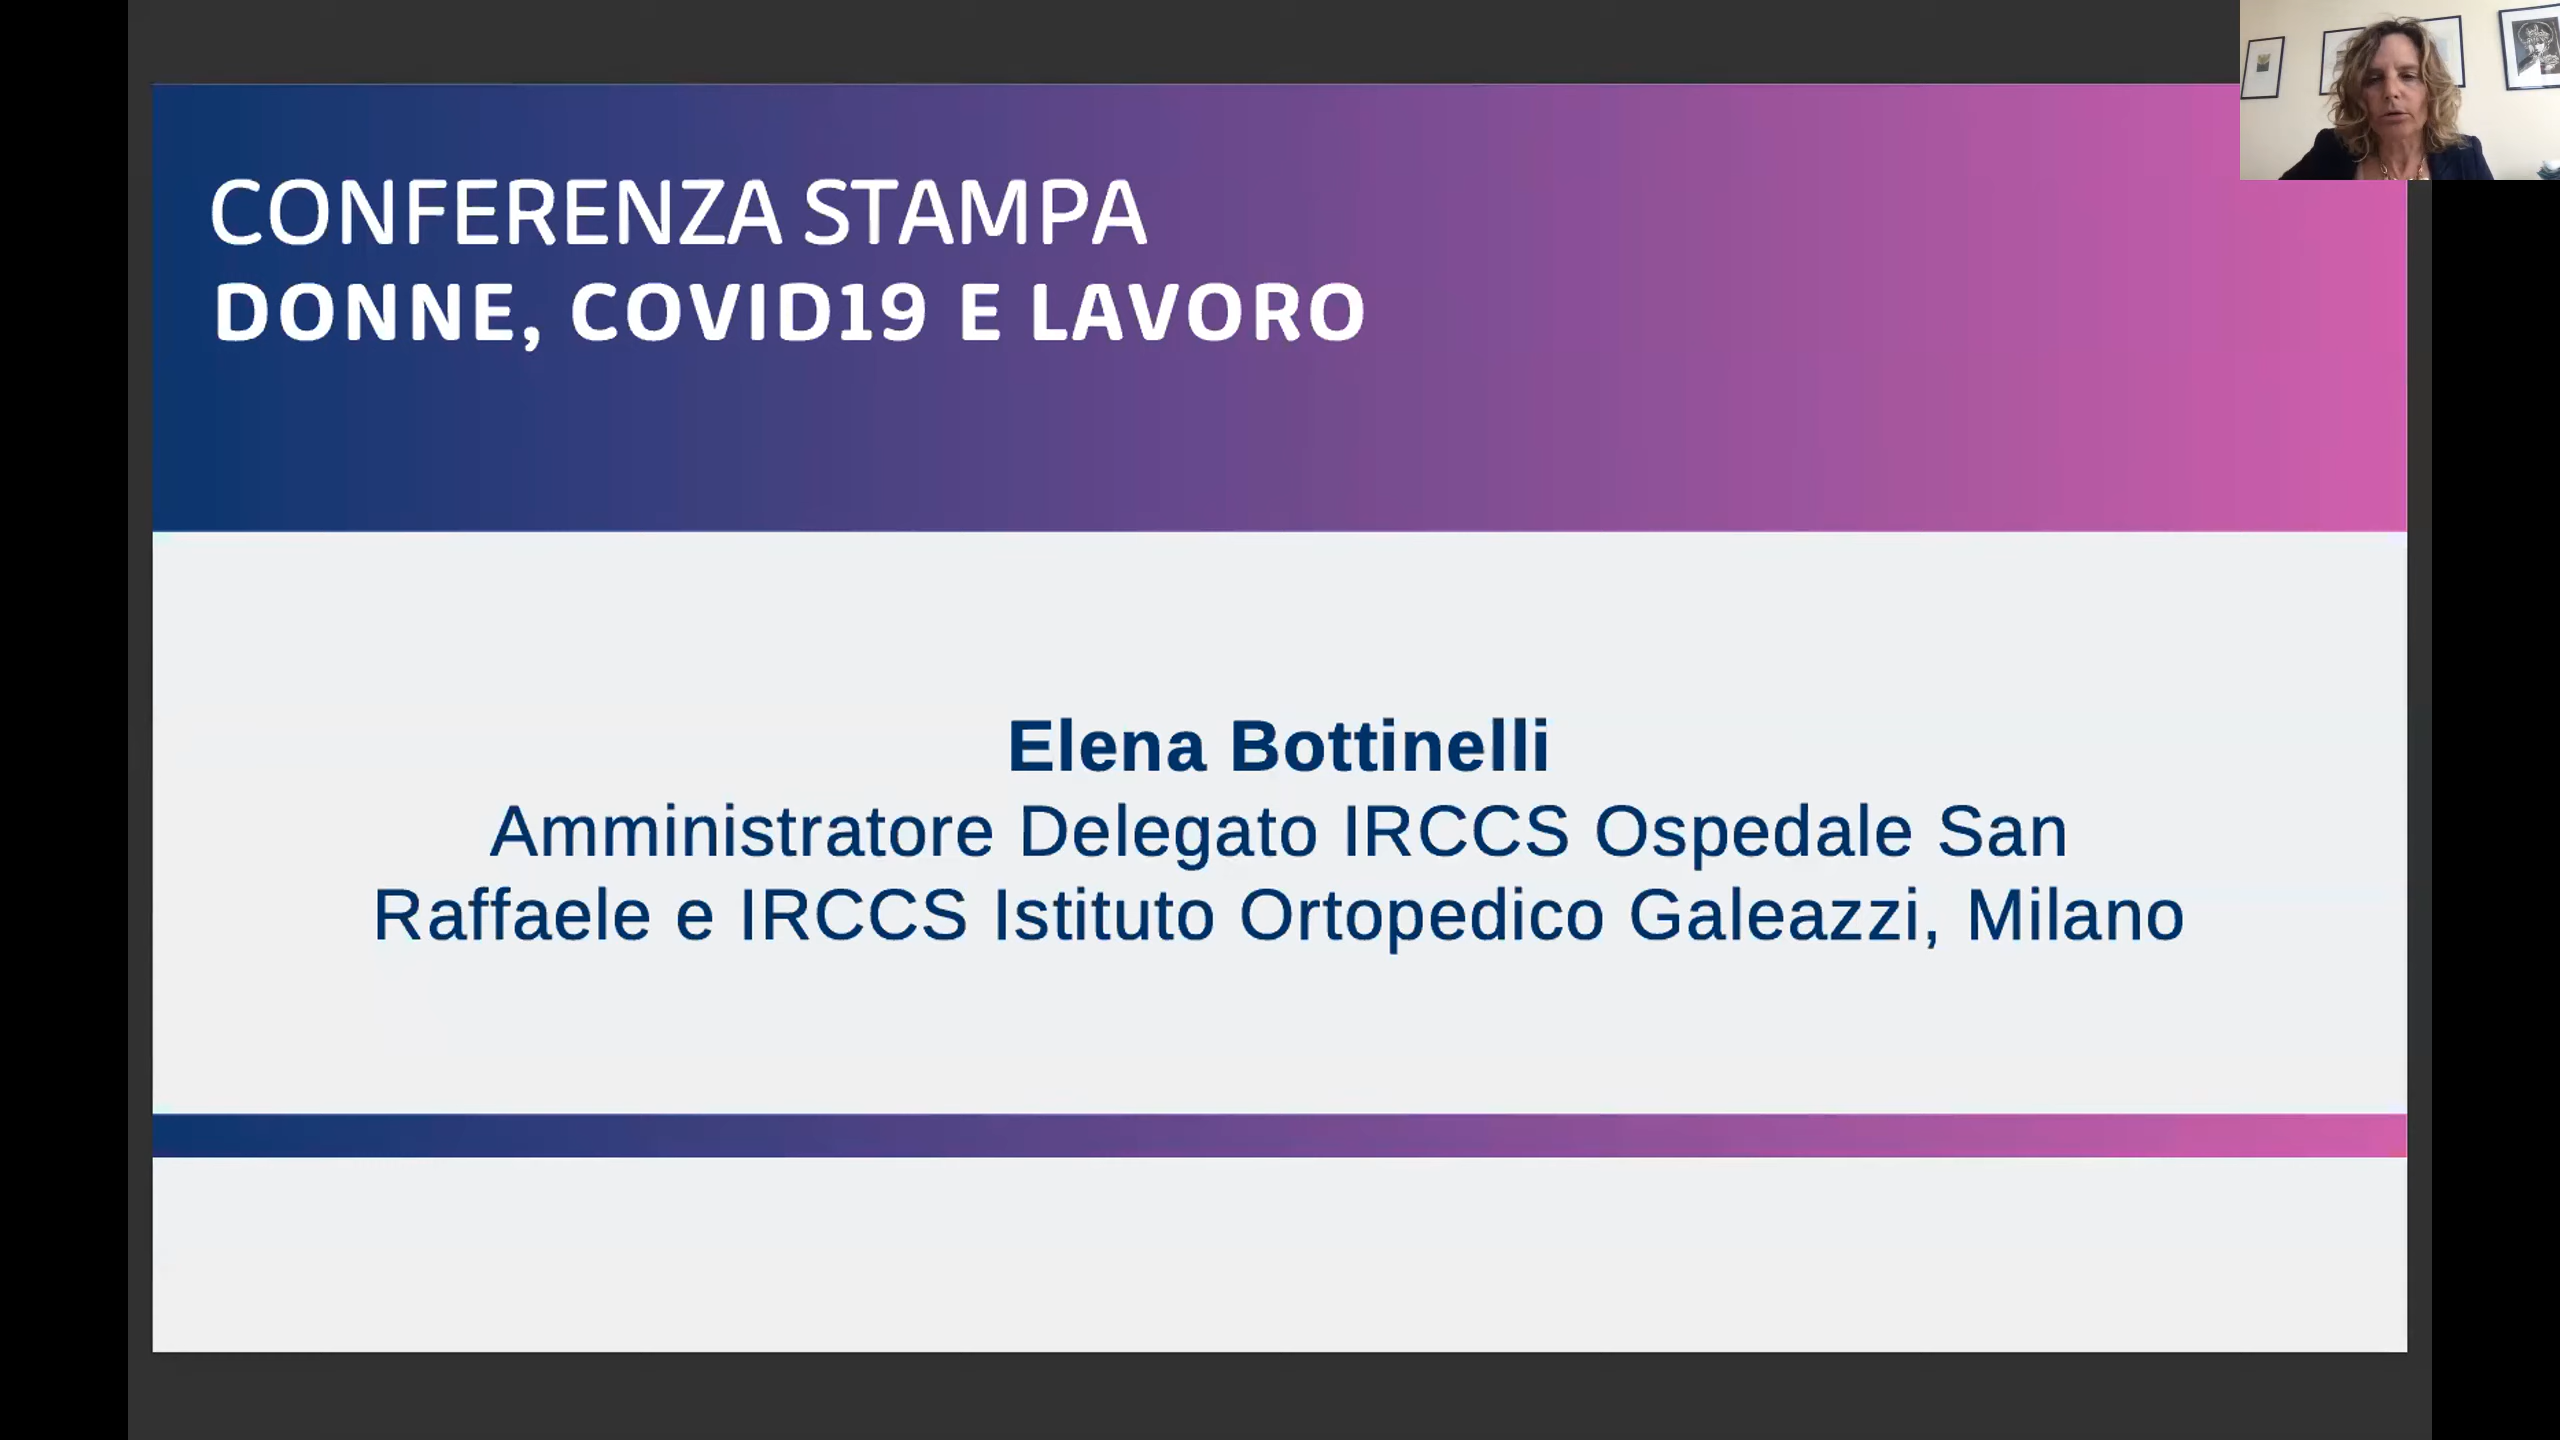 CONFERENZA STAMPA
DONNE, COVID19 E LAVORO
Elena Bottinelli
Amministratore Delegato IRCCS Ospedale San
Raffaele e IRCCS Istituto Ortopedico Galeazzi, Milano